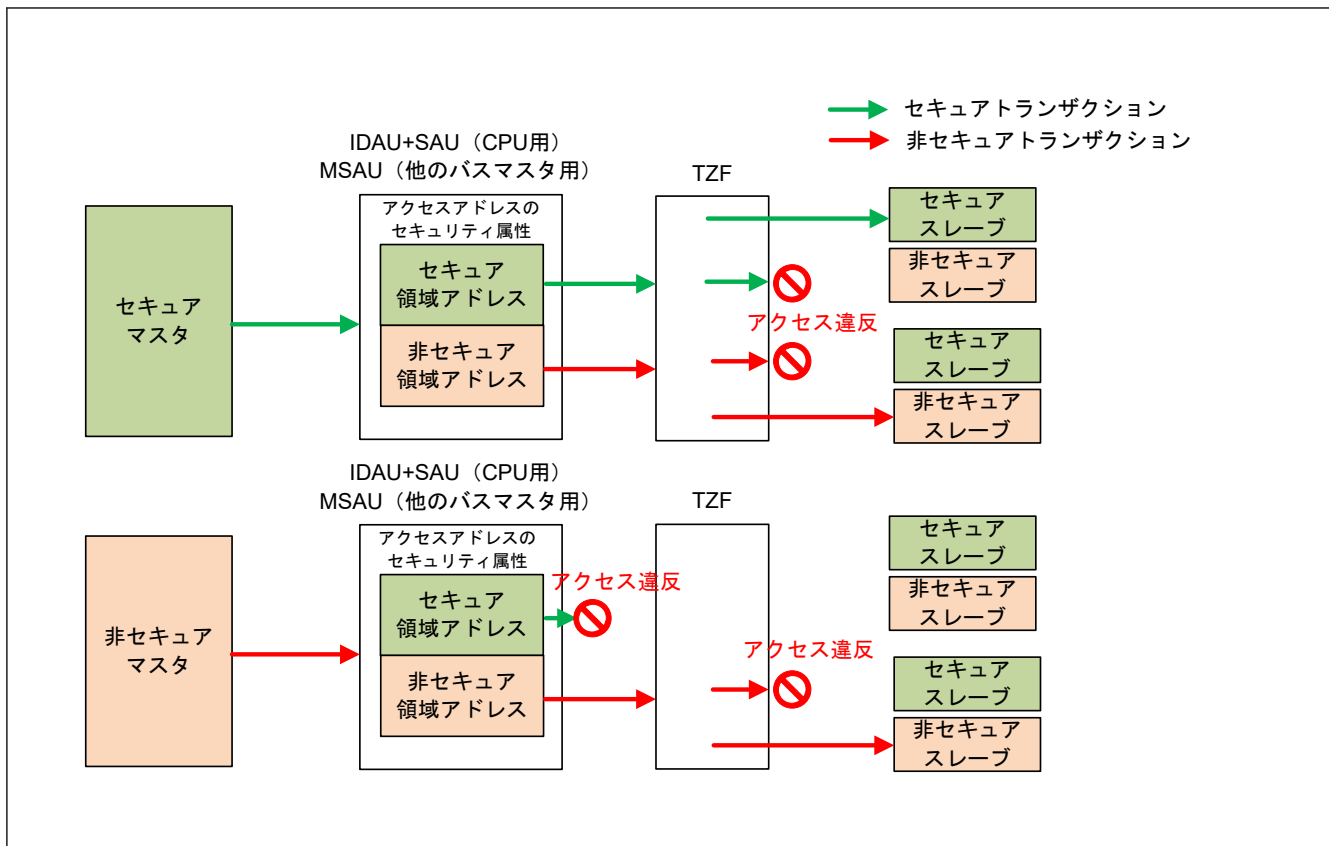 セキュアトランザクション
非セキュアトランザクション
IDAU+SAU（CPU用）
MSAU（他のバスマスタ用）
TZF
アクセスアドレスの
セキュリティ属性
セキュア
マスタ
セキュア
領域アドレス
非セキュア
領域アドレス
アクセス違反
セキュア
スレーブ
非セキュア
スレーブ
セキュア
スレーブ
非セキュア
スレーブ
IDAU+SAU（CPU用）
MSAU（他のバスマスタ用）
TZF
アクセスアドレスの
セキュリティ属性
非セキュア
マスタ
セキュア
領域アドレス
非セキュア
領域アドレス
アクセス違反
アクセス違反
セキュア
スレーブ
非セキュア
スレーブ
セキュア
スレーブ
非セキュア
スレーブ